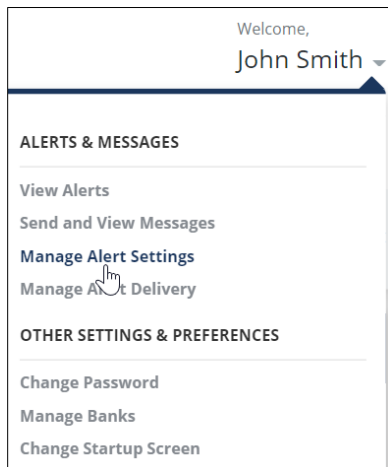 Welcome,
John Smith
ALERTS & MESSAGES
View Alerts
Send and View Messages
Manage Alert Settings
Manage Alert Delivery
OTHER SETTINGS & PREFERENCES
Change Password
Manage Banks
Change Startup Screen